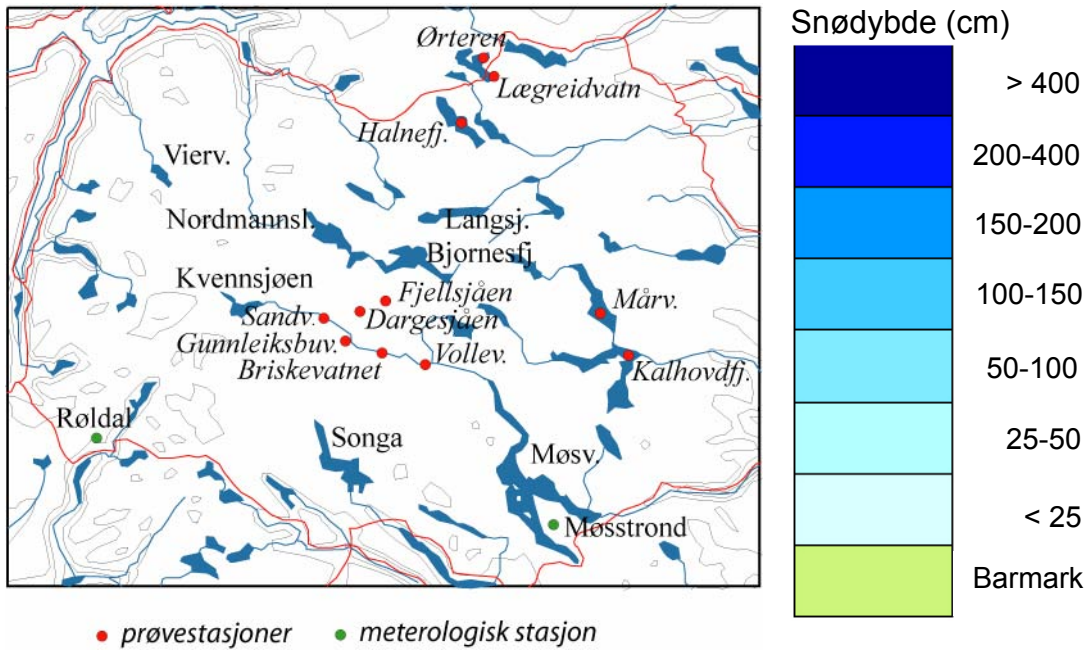 Ørteren
Lægreidvatn
Halnefj.
Vierv.
Nordmannsl.
Langsj.
Bjornesfj
Kvennsjøen
Fjellsjåen
Mårv.
Sandv.
Dargesjåen
Gunnleiksbuv.
Vollev.
Briskevatnet
Kalhovdfj.
Røldal
Songa
Møsv.
Møsstrond
prøvestasjoner
meterologisk stasjon
Snødybde (cm)
> 400
200-400
150-200
100-150
50-100
25-50
< 25
Barmark